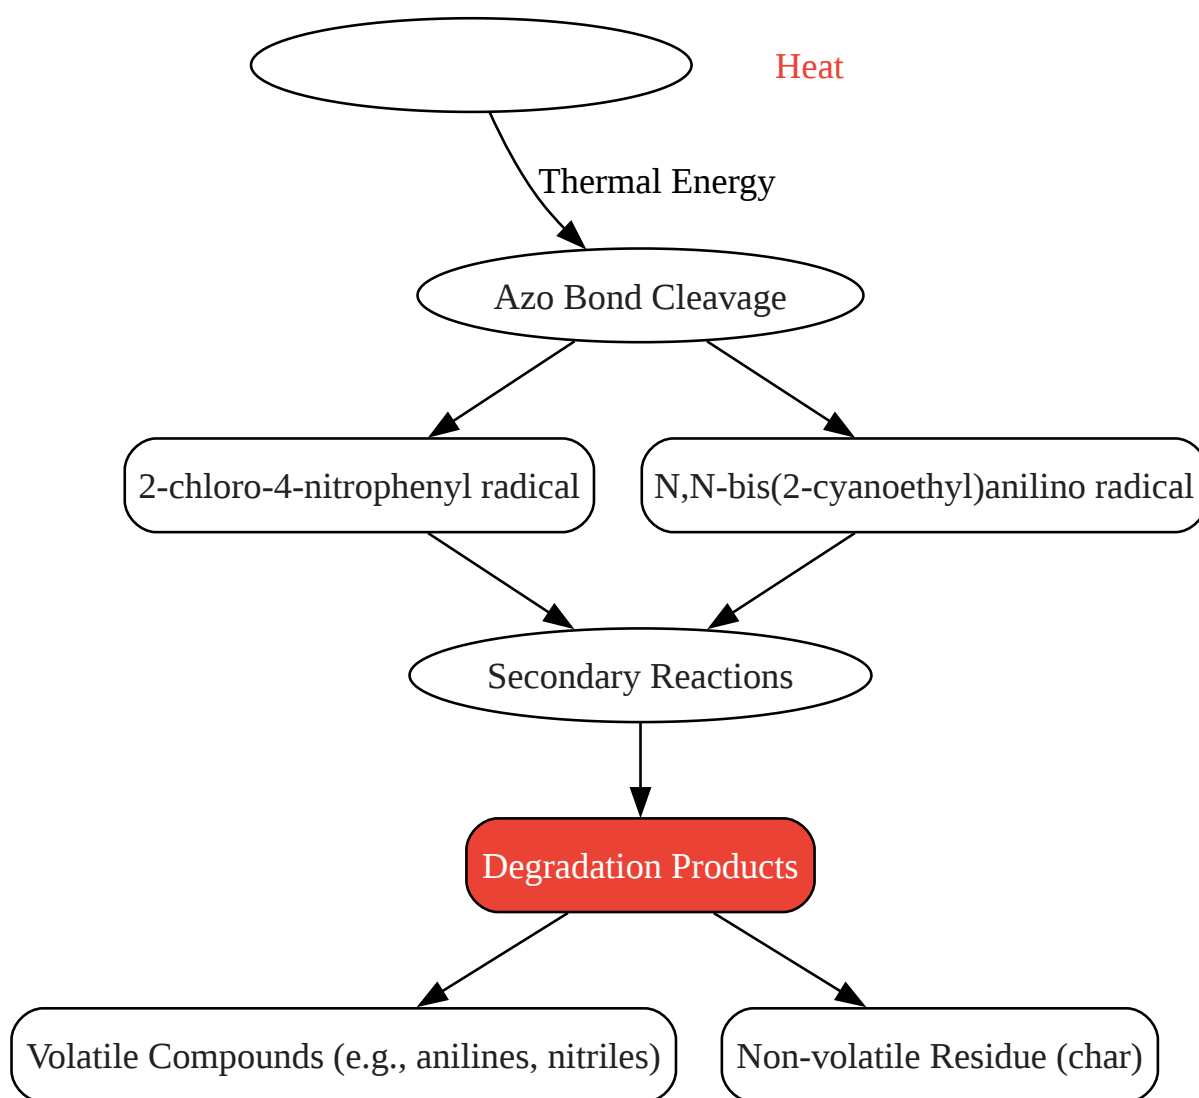 Heat
Thermal Energy
Azo Bond Cleavage
2-chloro-4-nitrophenyl radical
N,N-bis(2-cyanoethyl)anilino radical
Secondary Reactions
Degradation Products
Volatile Compounds (e.g., anilines, nitriles)
Non-volatile Residue (char)